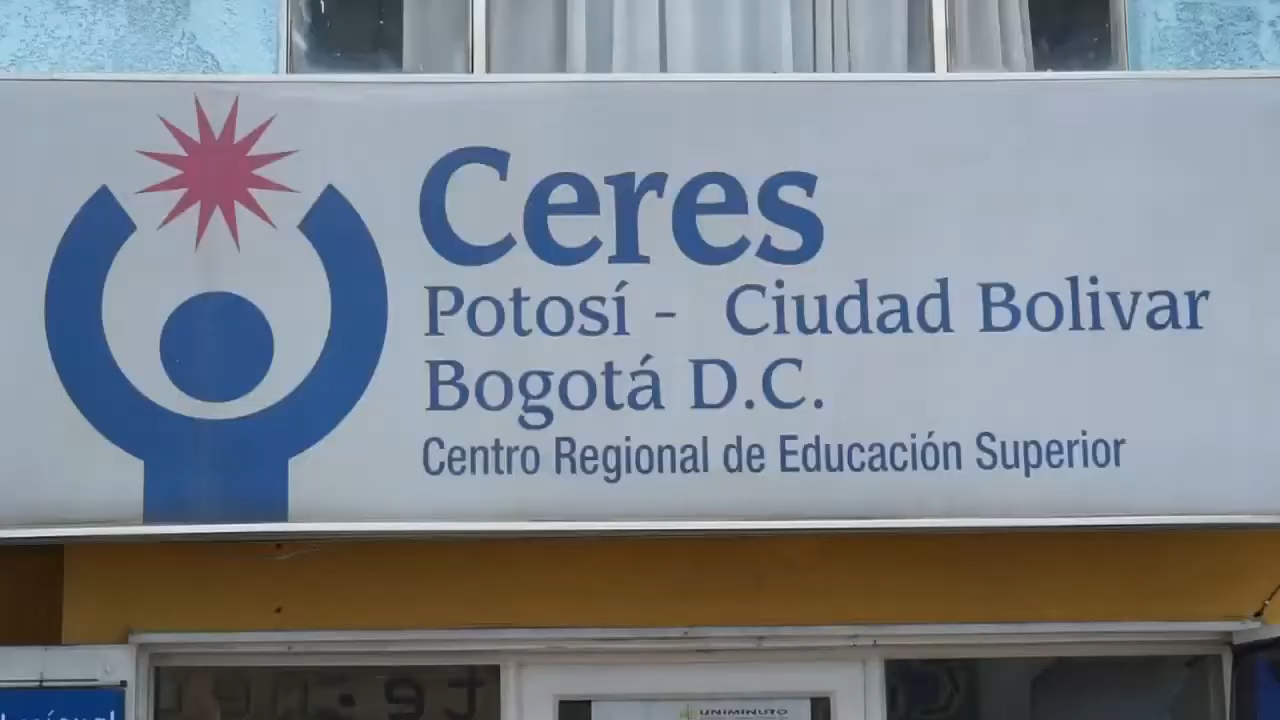 Ceres
Potosí - Ciudad Bolivar
Bogotá D.C.
Centro Regional de Educación Superior
UNIMINUTO